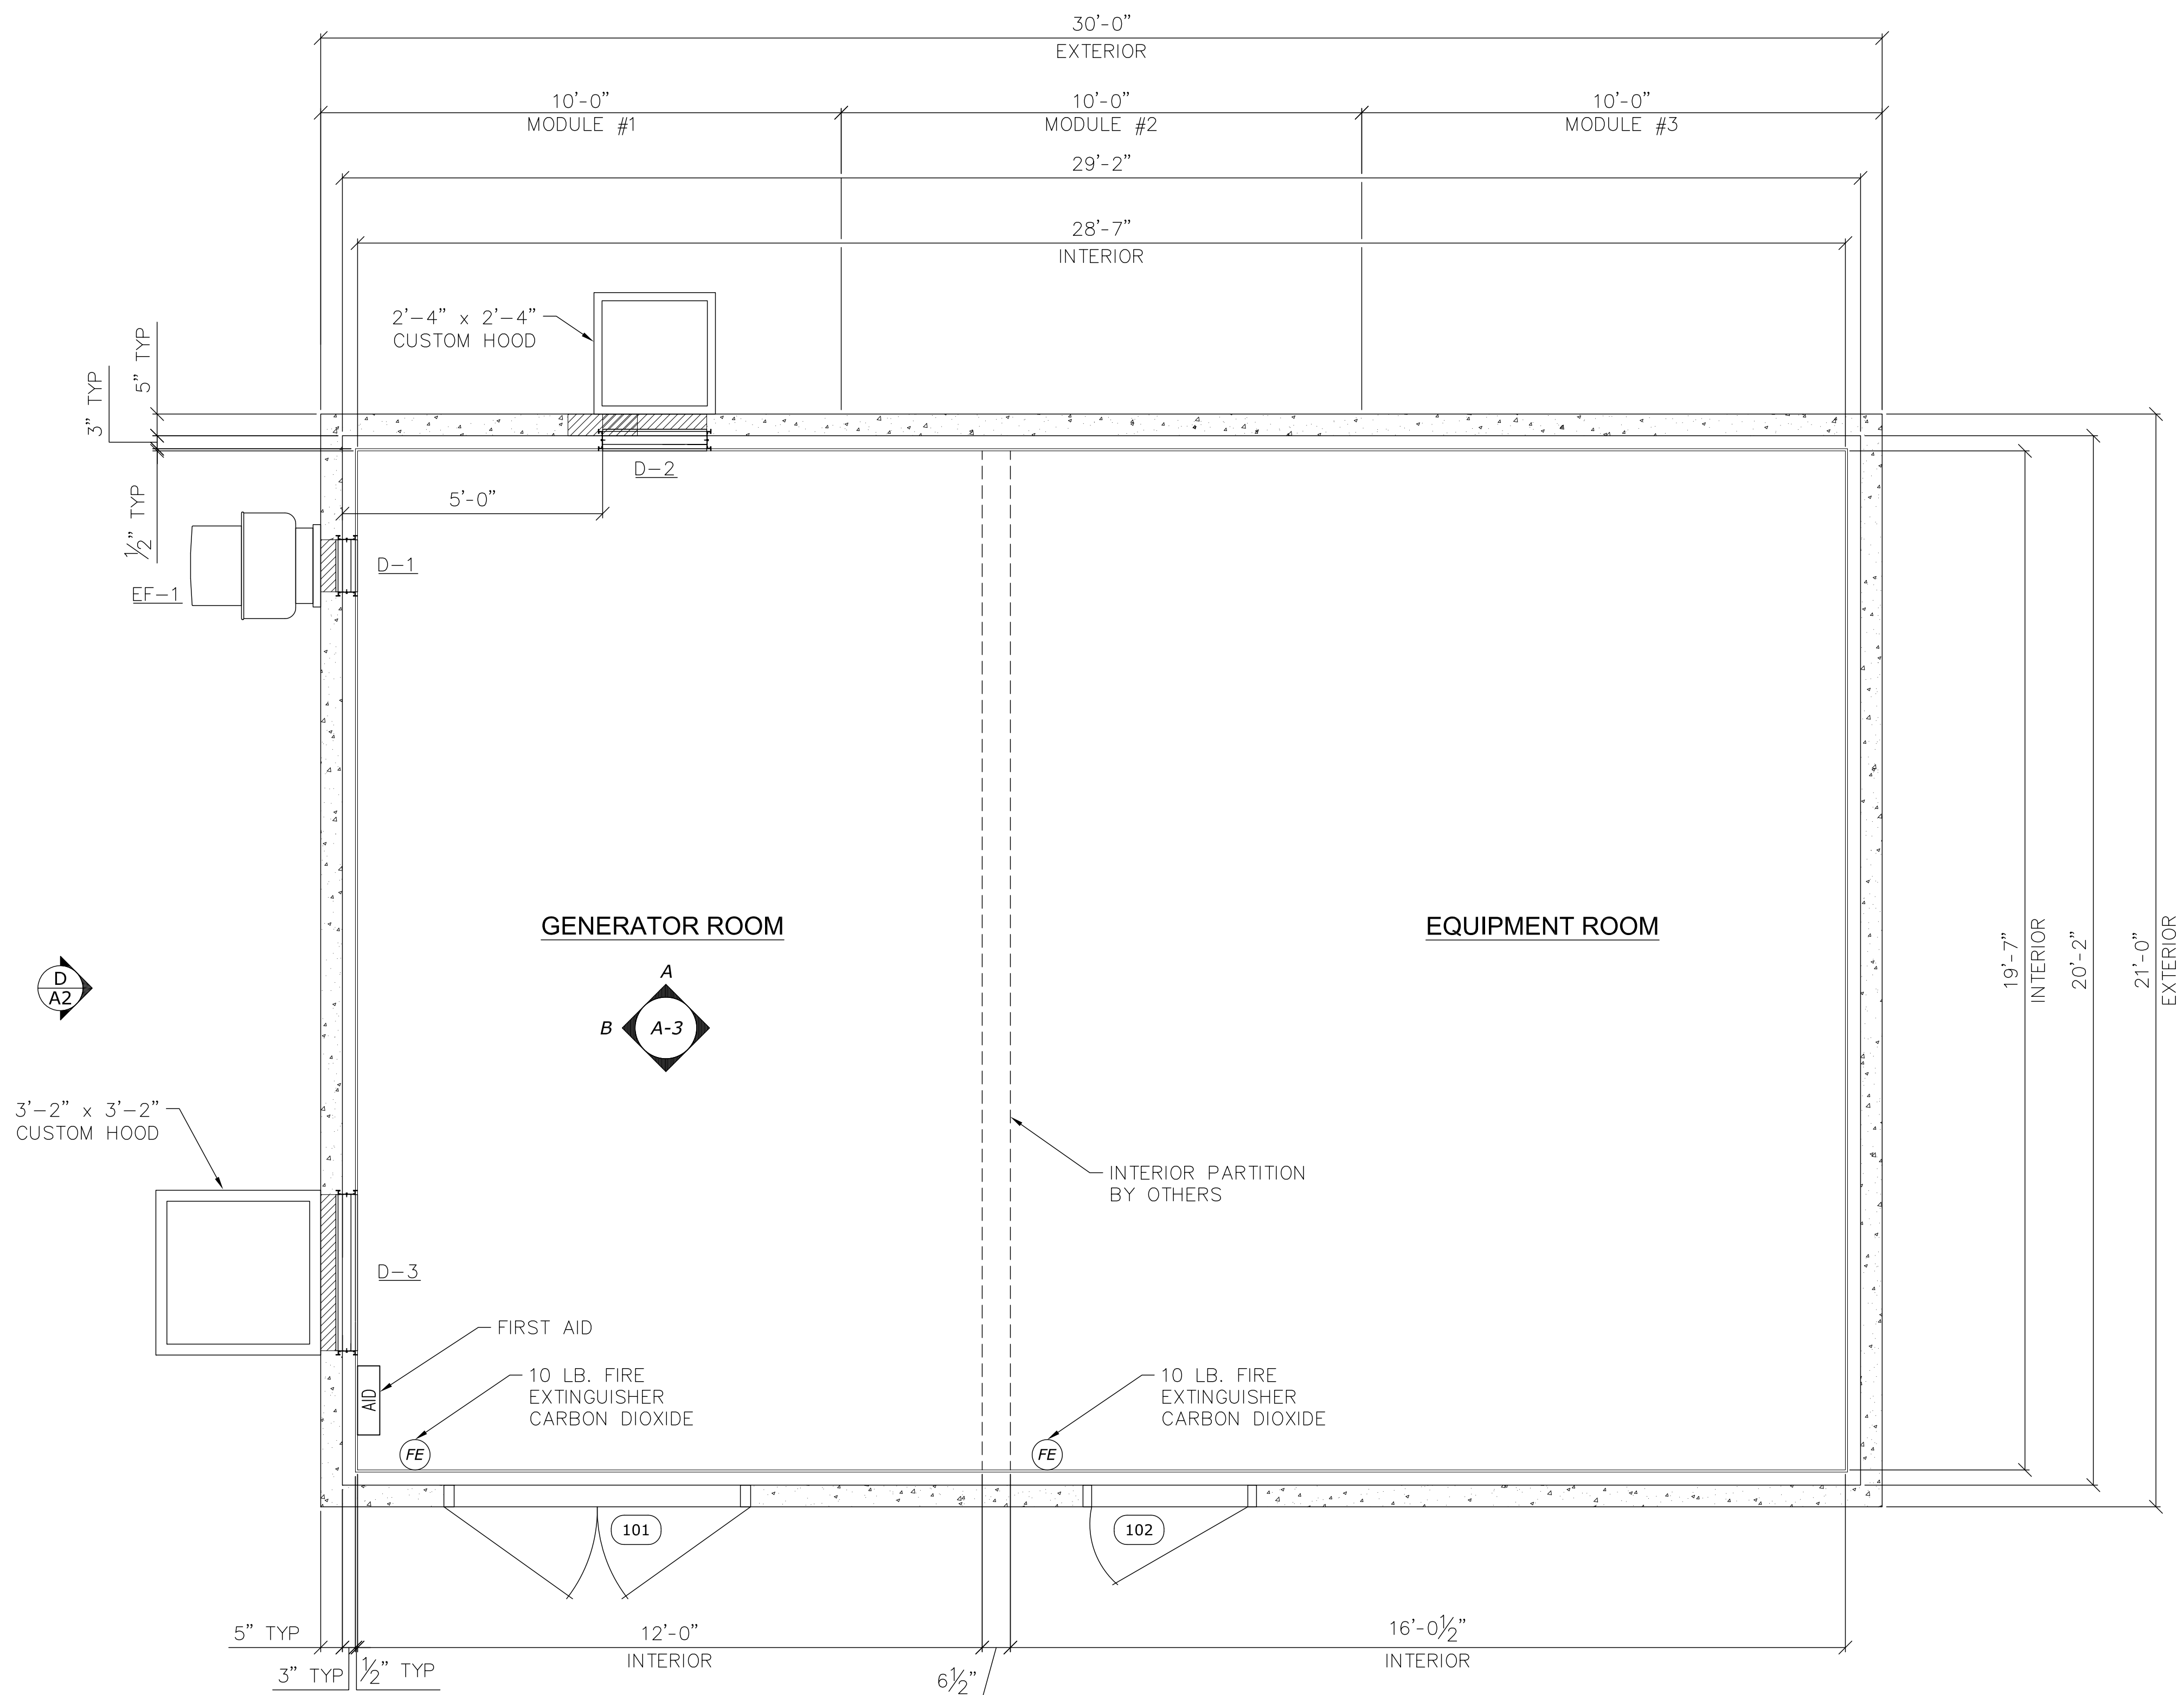 30'-0"
EXTERIOR
10'-0"
MODULE #1
10'-0"
MODULE #2
10'-0"
MODULE #3
29'-2"
28'-7"
INTERIOR
2'-4" x 2'-4"
CUSTOM HOOD
5" TYP
3" TYP
½" TYP
D-2
5'-0"
D-1
EF-1
GENERATOR ROOM
EQUIPMENT ROOM
19'-7"
INTERIOR
20'-2"
21'-0"
EXTERIOR
D
A2
A
B
A-3
3'-2" x 3'-2"
CUSTOM HOOD
INTERIOR PARTITION
BY OTHERS
D-3
FIRST AID
AID
10 LB. FIRE
EXTINGUISHER
CARBON DIOXIDE
FE
10 LB. FIRE
EXTINGUISHER
CARBON DIOXIDE
FE
101
102
5" TYP
3" TYP
½" TYP
12'-0"
INTERIOR
6½"
16'-0½"
INTERIOR